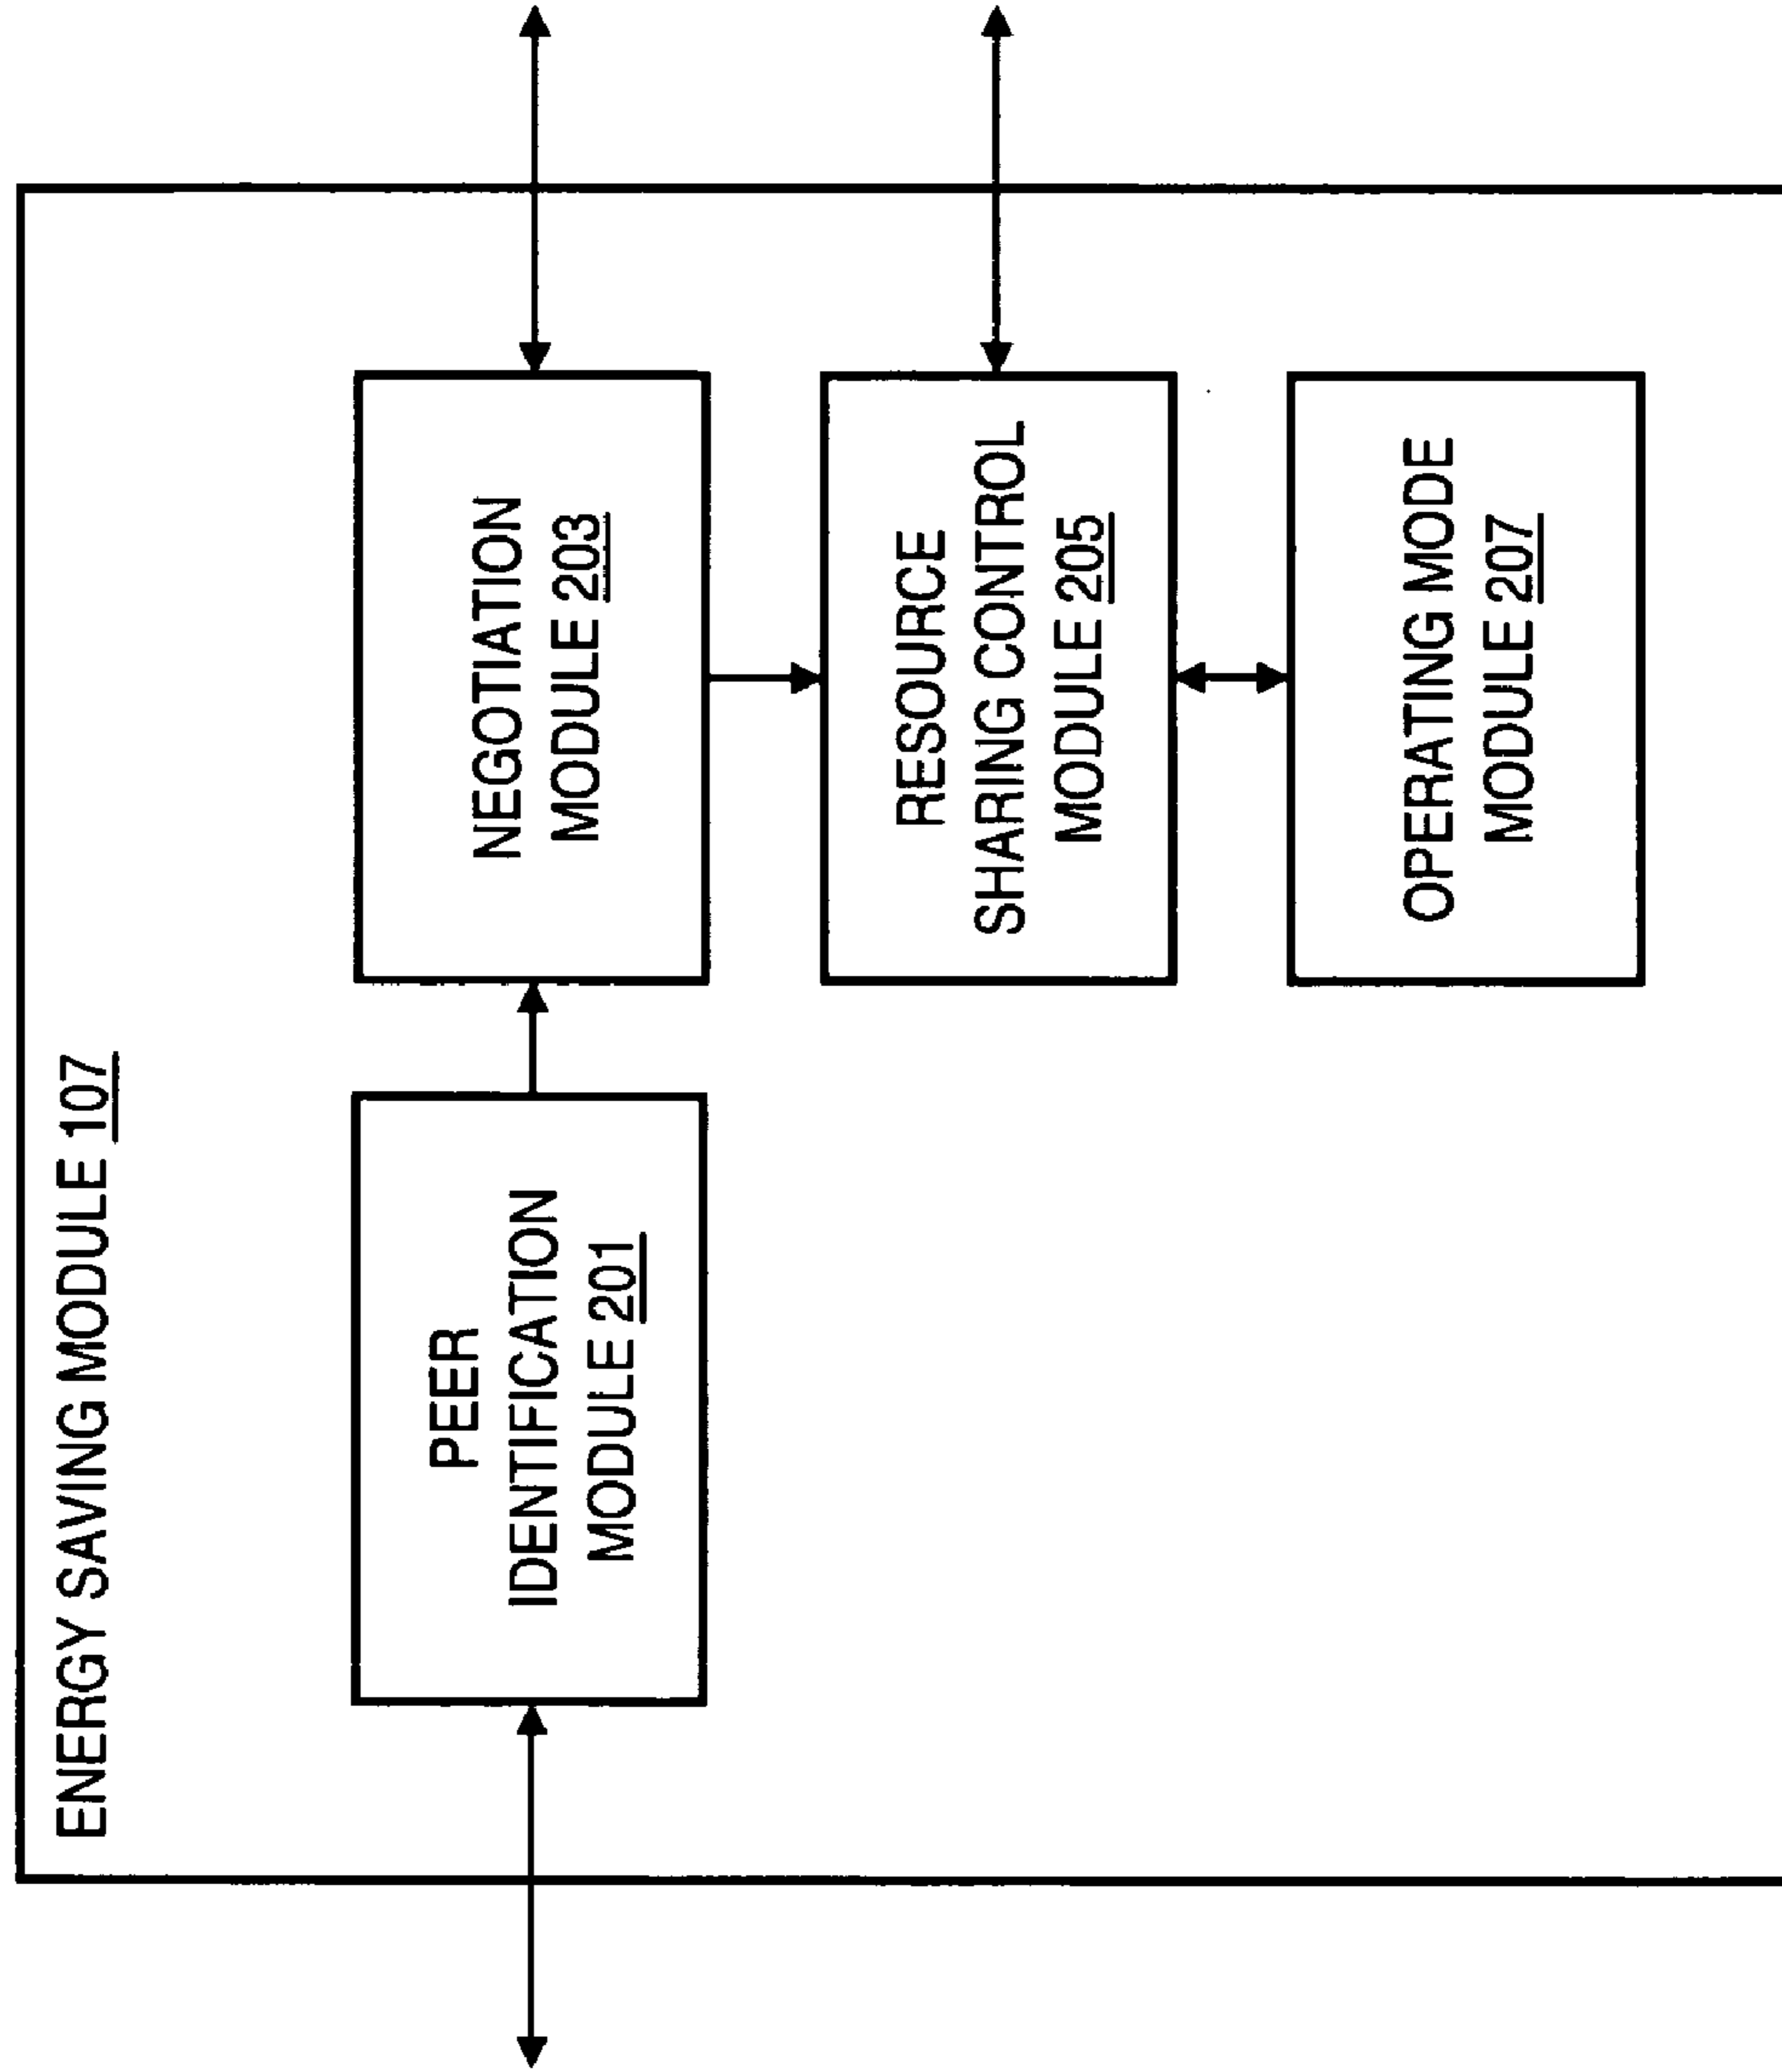 ENERGY SAVING MODULE 107
PEER
IDENTIFICATION
MODULE 201
NEGOTIATION
MODULE 203
RESOURCE
SHARING CONTROL
MODULE 205
OPERATING MODE
MODULE 207